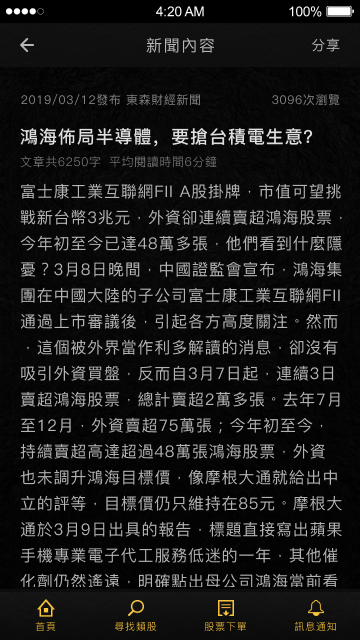 4:20 AM
100%
新聞內容
分享
2019/03/12發布 東森財經新聞
3096次瀏覽
鴻海佈局半導體，要搶台積電生意?
文章共6250字 平均閱讀時間6分鐘
富士康工業互聯網FII A股掛牌，市值可望挑
戰新台幣3兆元，外資卻連續賣超鴻海股票，
今年初至今已達48萬多張，他們看到什麼隱
憂？3月8日晚間，中國證監會宣布，鴻海集
團在中國大陸的子公司富士康工業互聯網FII
通過上市審議後，引起各方高度關注。然而
，這個被外界當作利多解讀的消息，卻沒有
吸引外資買盤，反而自3月7日起，連續3日
賣超鴻海股票，總計賣超2萬多張。去年7月
至12月，外資賣超75萬張；今年初至今，
持續賣超高達超過48萬張鴻海股票，外資
也未調升鴻海目標價，像摩根大通就給出中
立的評等，目標價仍只維持在85元。摩根大
通於3月9日出具的報告，標題直接寫出蘋果
手機專業電子代工服務低迷的一年，其他催
化劑仍然遙遠，明確點出母公司鴻海當前看
首頁
尋找類股
股票下單
訊息通知